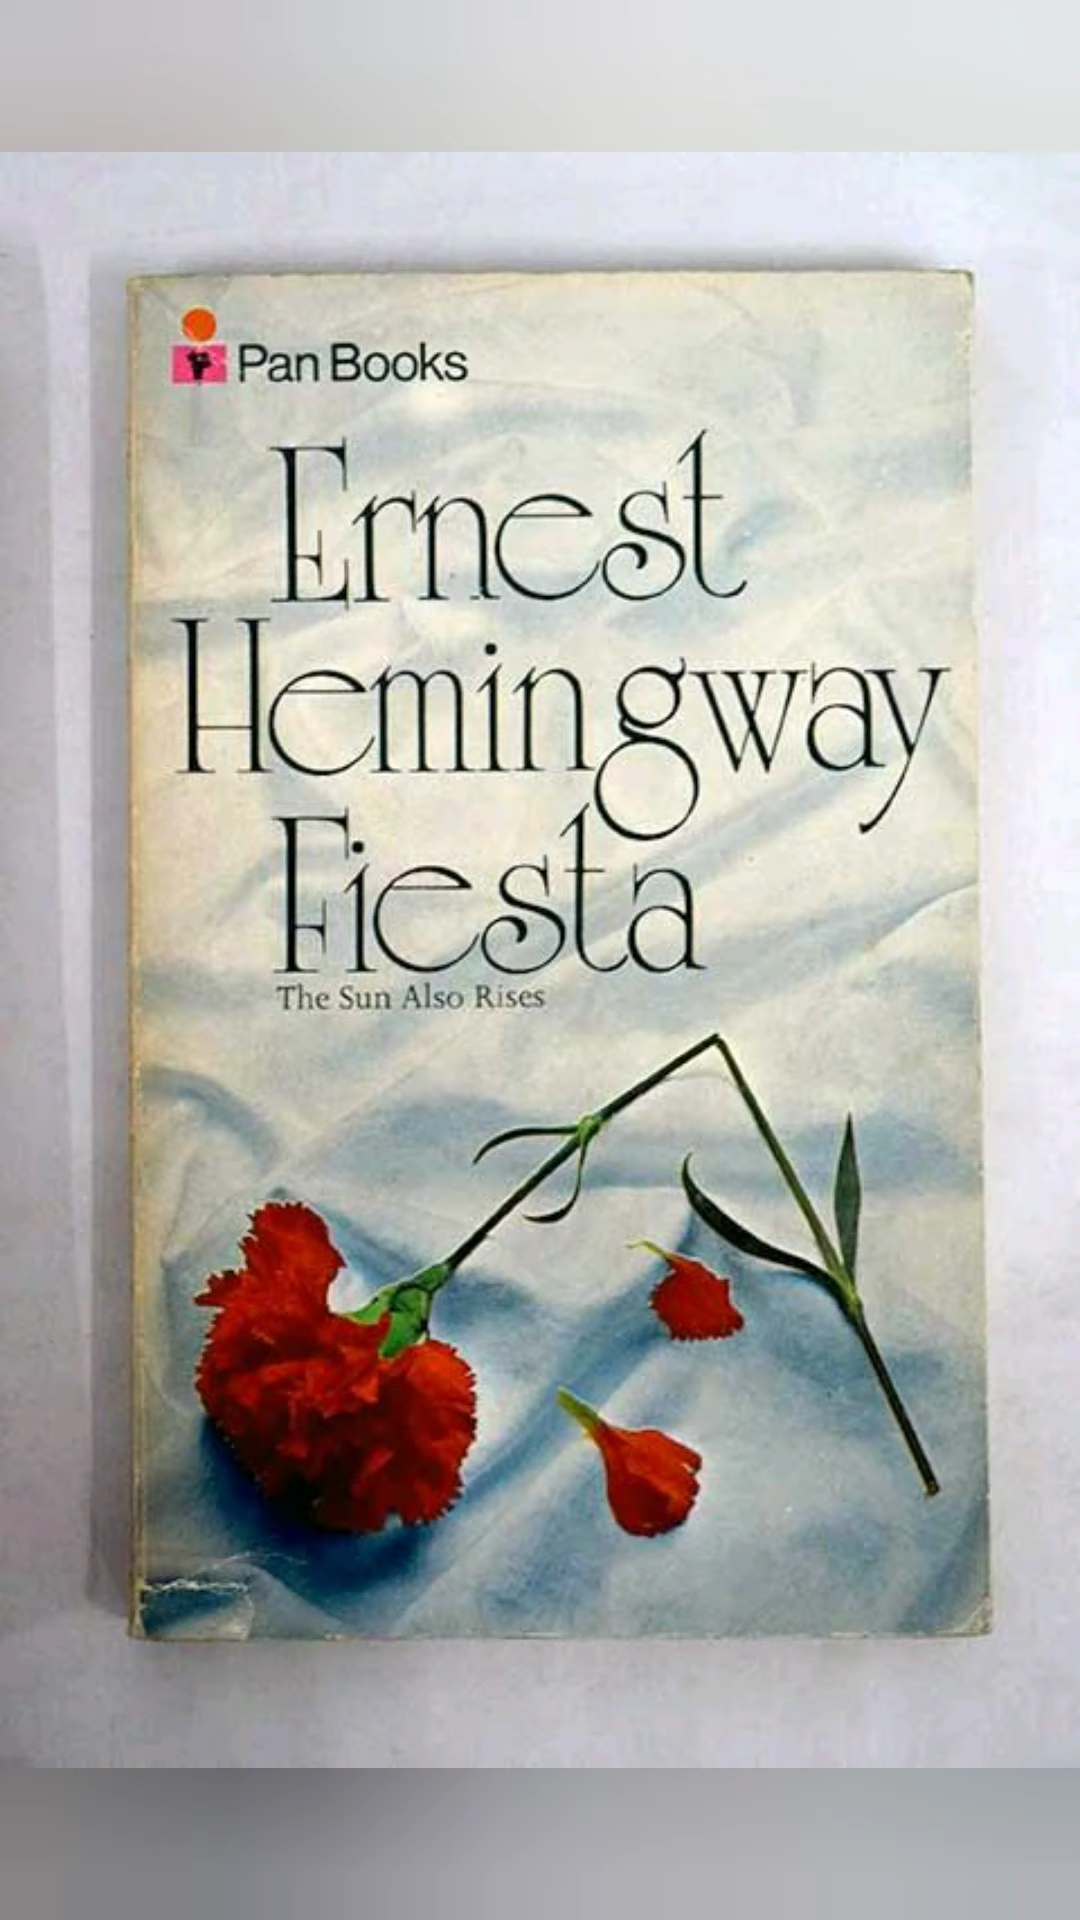 Pan Books
Ernest
Hemingway
Fiesta
The Sun Also Rises